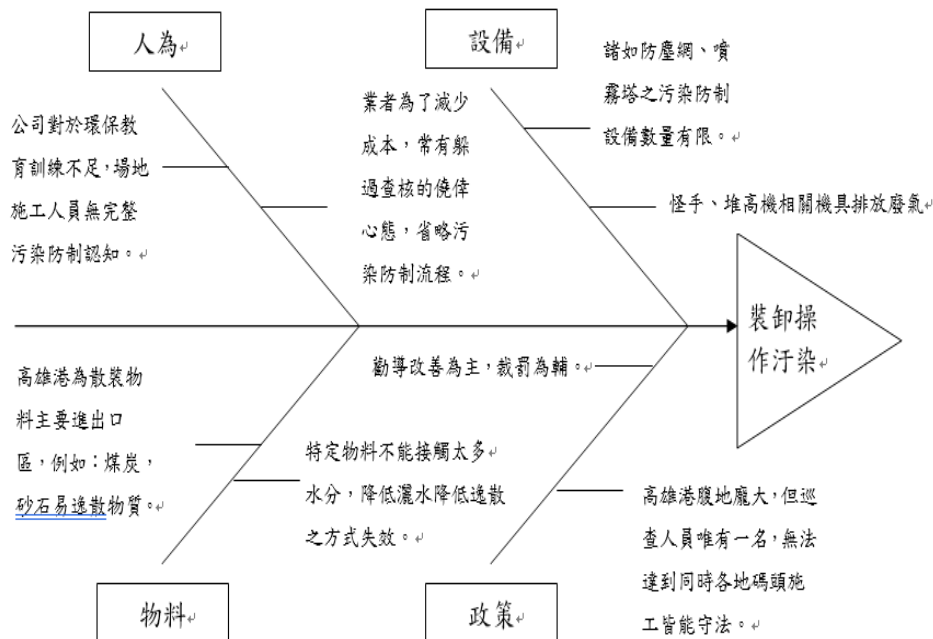 人為
設備
公司對於環保教
育訓練不足，場地
施工人員無完整
污染防制認知。
業者為了減少
成本，常有躲
過查核的僥倖
心態，省略污
染防制流程。
諸如防塵網、噴
霧塔之污染防制
設備數量有限。
怪手、堆高機相關機具排放廢氣
裝卸操
作汙染
高雄港為散裝物
料主要進出口
區，例如：煤炭，
砂石易逸散物質。
特定物料不能接觸太多
水分，降低灑水降低逸散
之方式失效。
勸導改善為主，裁罰為輔。
高雄港腹地龐大，但巡
查人員唯有一名，無法
達到同時各地碼頭施
工皆能守法。
物料
政策